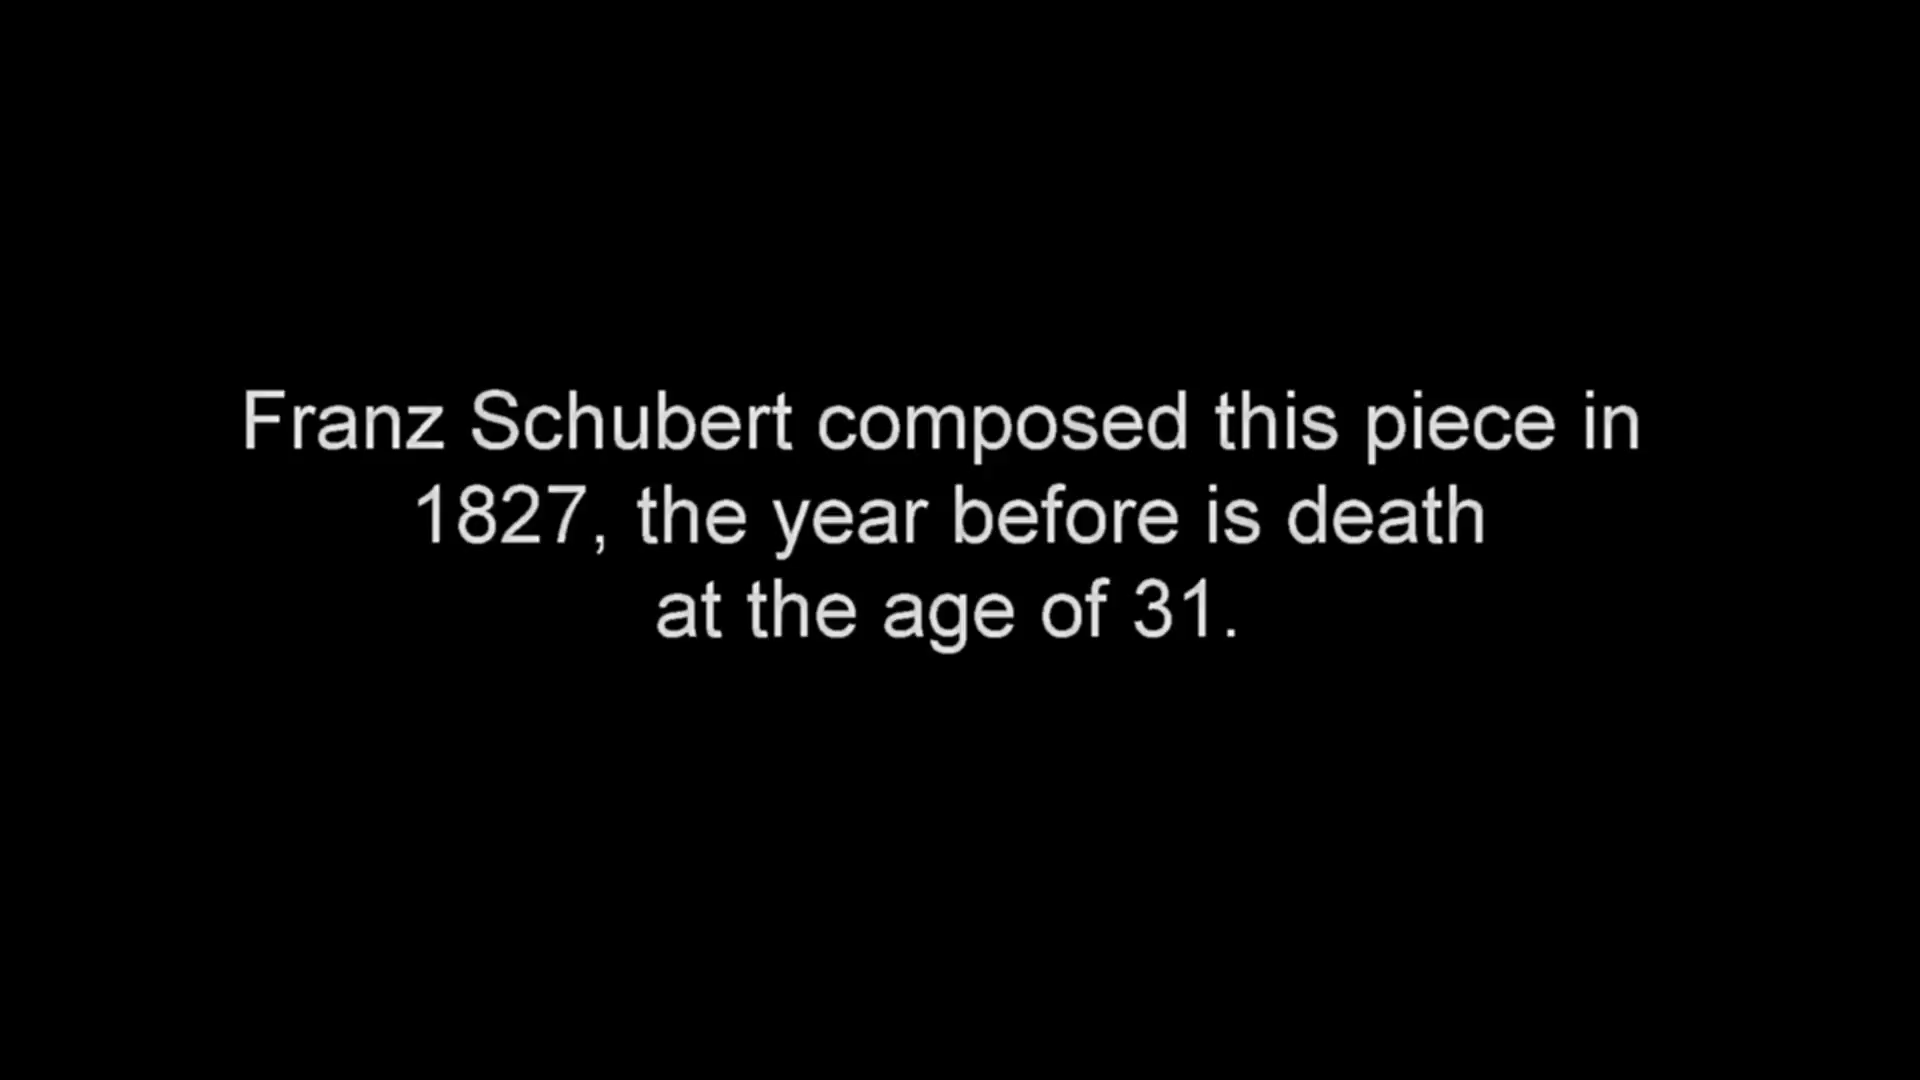 Franz Schubert composed this piece in
1827, the year before is death
at the age of 31.